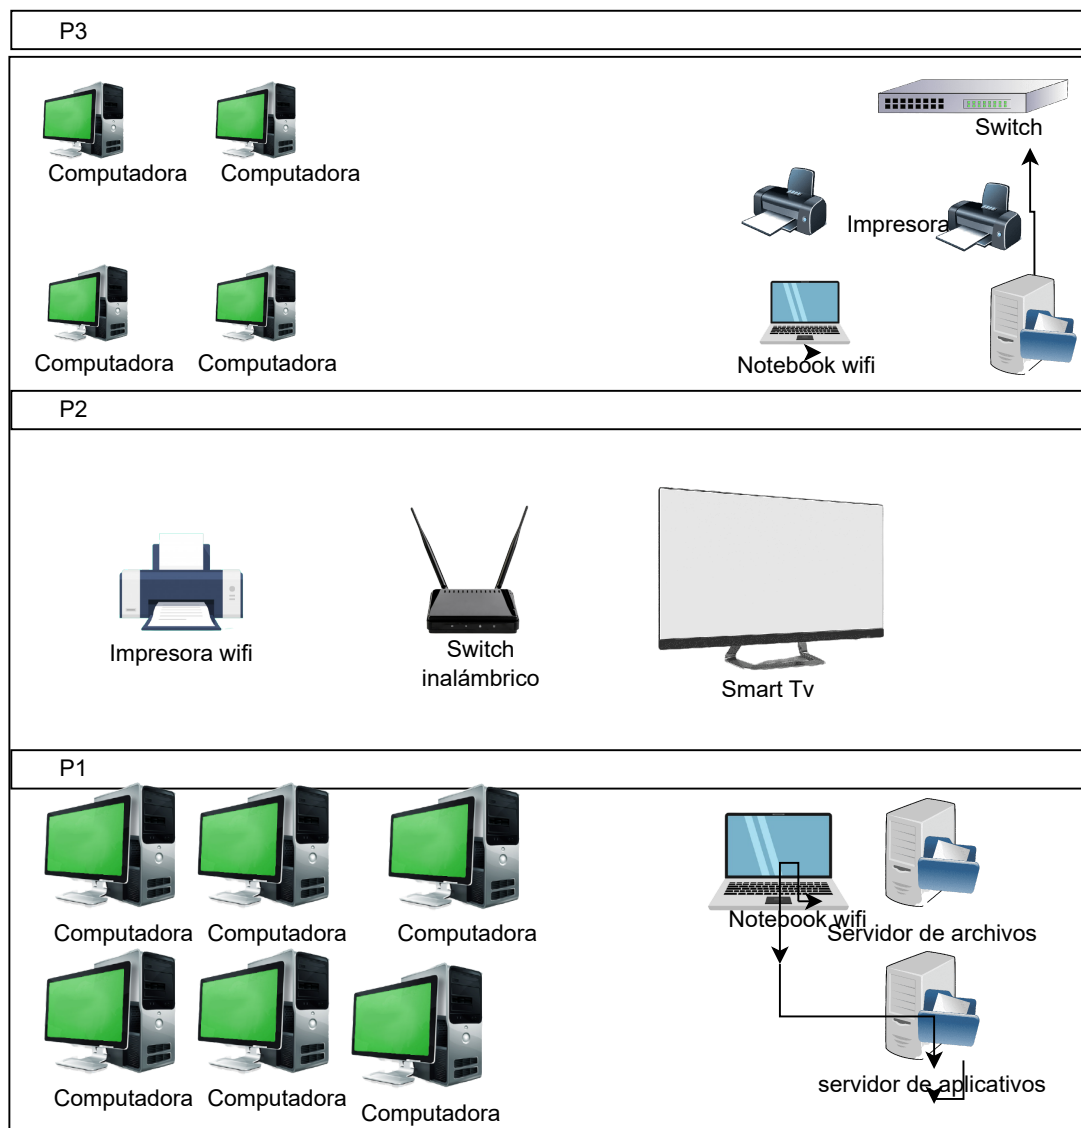 P3
Switch
Computadora
Computadora
Impresora
Computadora
Computadora
Notebook wifi
P2
Impresora wifi
Switch
inalámbrico
Smart Tv
P1
Computadora
Computadora
Computadora
Notebook wifi
Servidor de archivos
Computadora
Computadora
Computadora
servidor de aplicativos